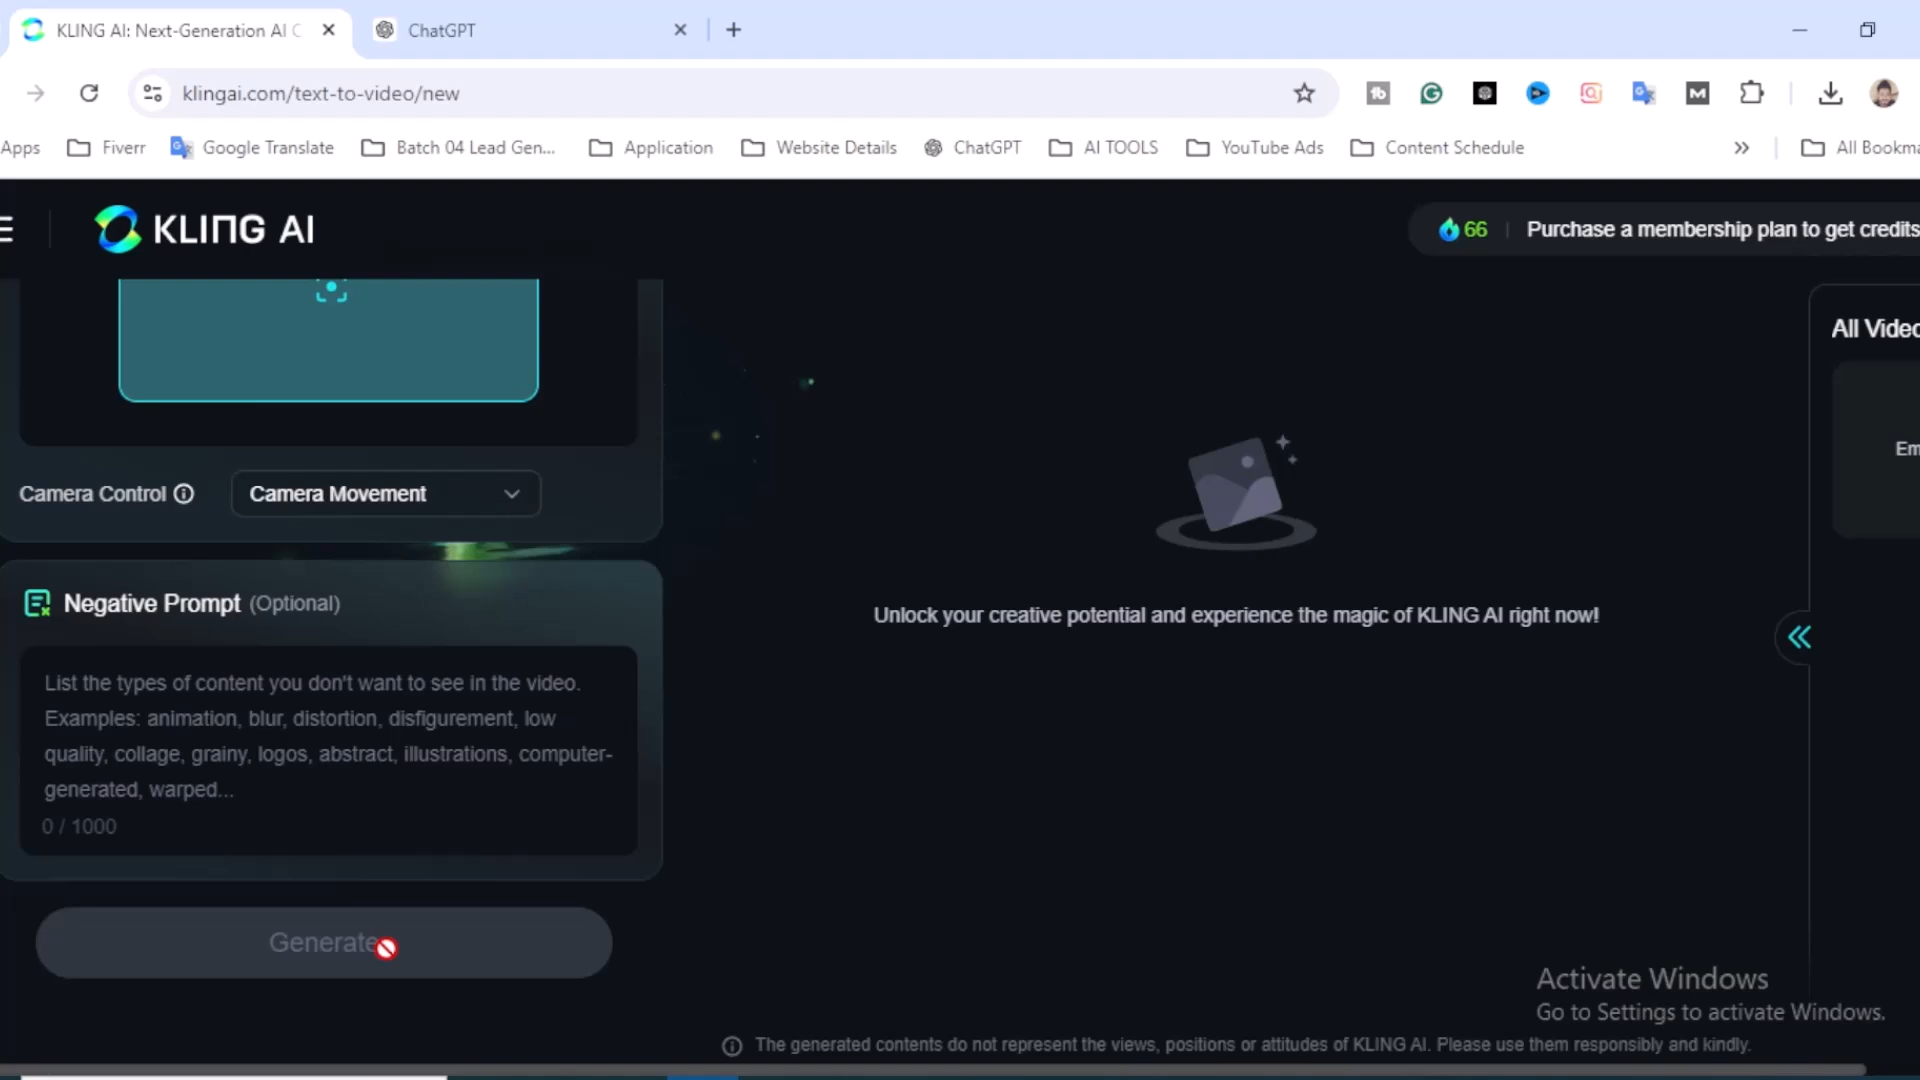 KLING AI: Next-Generation AI C
ChatGPT
klingai.com/text-to-video/new
Apps
Fiverr
Google Translate
Batch 04 Lead Gen...
Application
Website Details
ChatGPT
AI TOOLS
YouTube Ads
Content Schedule
All Bookma
KLING AI
66
Purchase a membership plan to get credits
All Video
Em
Camera Control
Camera Movement
Negative Prompt (Optional)
List the types of content you don't want to see in the video.
Examples: animation, blur, distortion, disfigurement, low
quality, collage, grainy, logos, abstract, illustrations, computer-
generated, warped...
0 / 1000
Generate
Unlock your creative potential and experience the magic of KLING AI right now!
Activate Windows
Go to Settings to activate Windows.
The generated contents do not represent the views, positions or attitudes of KLING AI. Please use them responsibly and kindly.